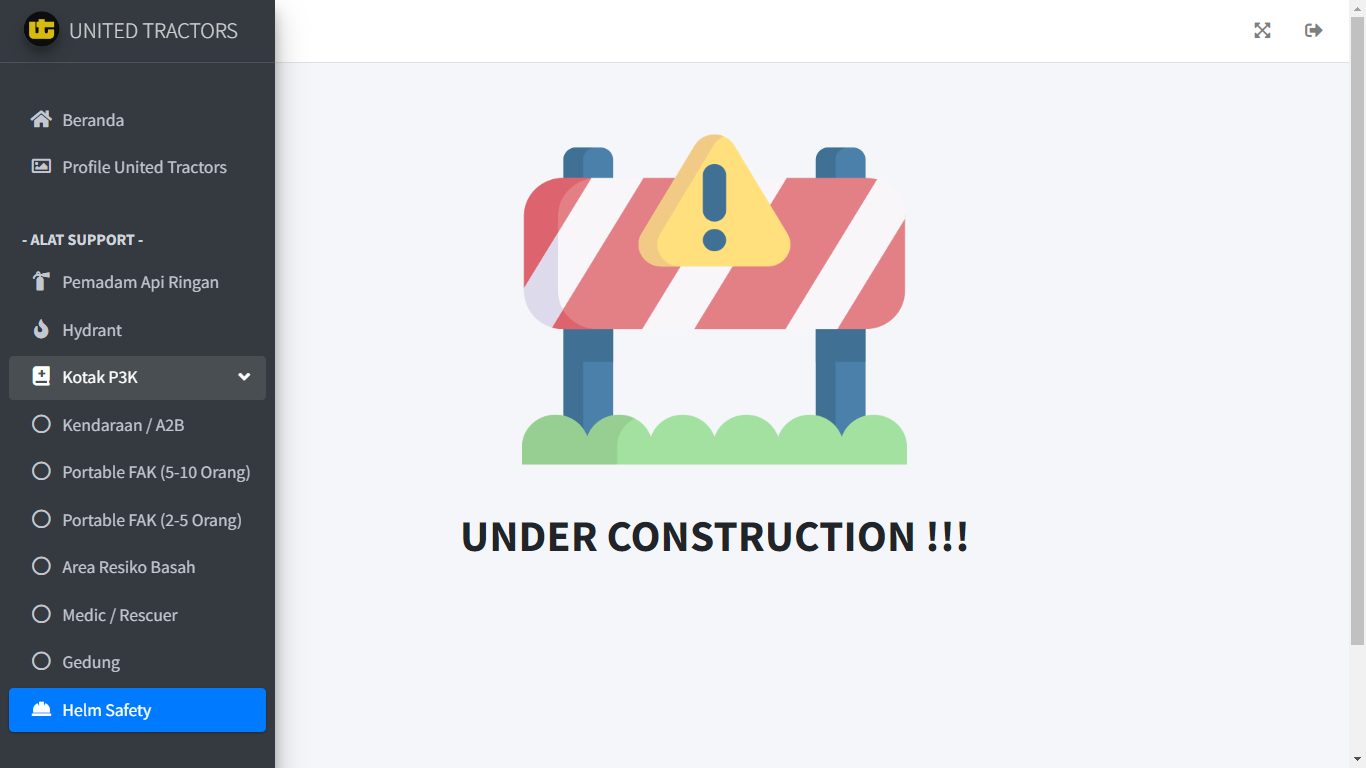 UNITED TRACTORS
Beranda
Profile United Tractors
- ALAT SUPPORT -
Pemadam Api Ringan
Hydrant
Kotak P3K
Kendaraan / A2B
Portable FAK (5-10 Orang)
Portable FAK (2-5 Orang)
Area Resiko Basah
Medic / Rescuer
Gedung
Helm Safety
UNDER CONSTRUCTION !!!